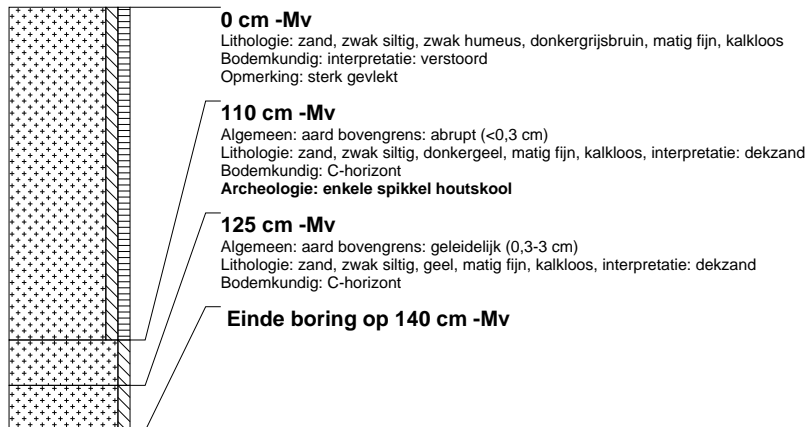 0 cm -Mv
Lithologie: zand, zwak siltig, zwak humeus, donkergrijsbruin, matig fijn, kalkloos
Bodemkundig: interpretatie: verstoord
Opmerking: sterk gevlekt
110 cm -Mv
Algemeen: aard bovengrens: abrupt (<0,3 cm)
Lithologie: zand, zwak siltig, donkergeel, matig fijn, kalkloos, interpretatie: dekzand
Bodemkundig: C-horizont
Archeologie: enkele spikkel houtskool
125 cm -Mv
Algemeen: aard bovengrens: geleidelijk (0,3-3 cm)
Lithologie: zand, zwak siltig, geel, matig fijn, kalkloos, interpretatie: dekzand
Bodemkundig: C-horizont
Einde boring op 140 cm -Mv